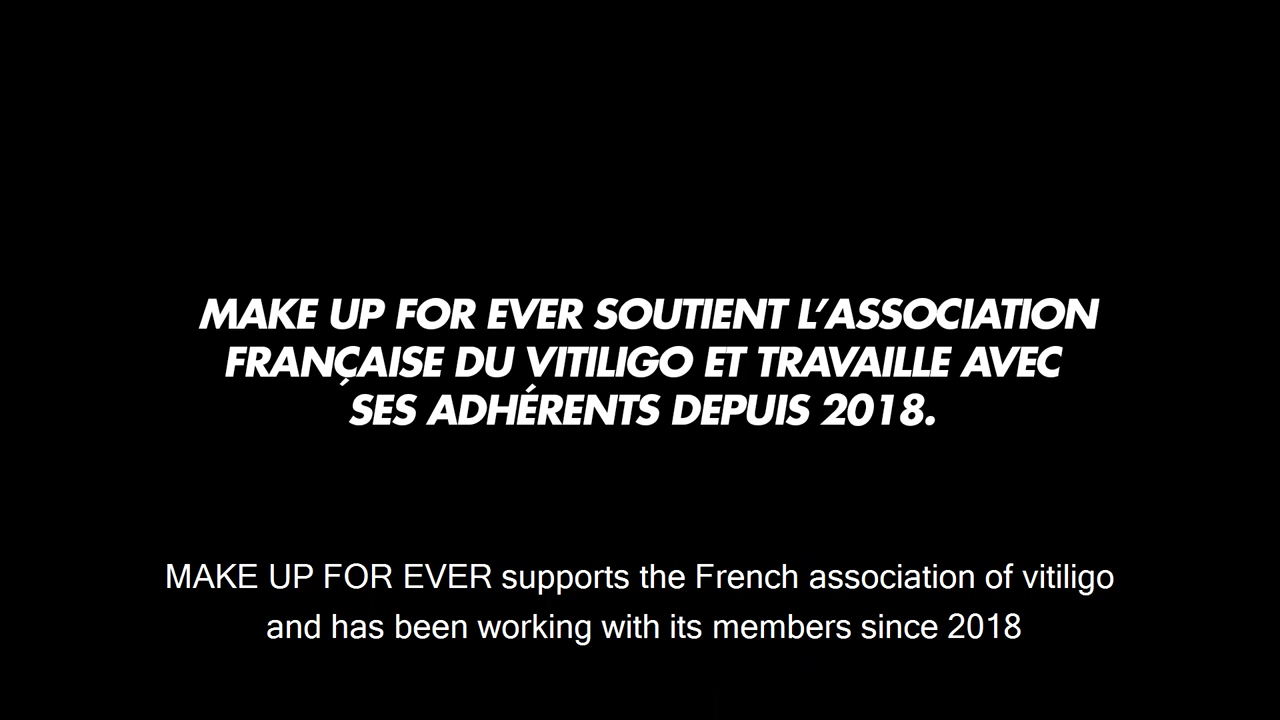 MAKE UP FOR EVER SOUTIENT L’ASSOCIATION
FRANÇAISE DU VITILIGO ET TRAVAILLE AVEC
SES ADHÉRENTS DEPUIS 2018.
MAKE UP FOR EVER supports the French association of vitiligo
and has been working with its members since 2018